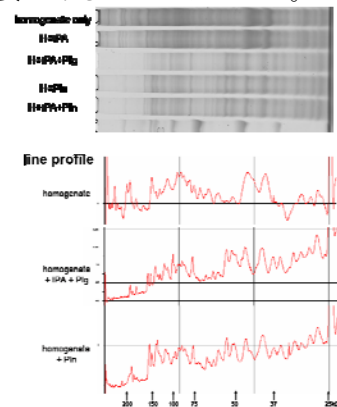 homogenate only
H+tPA
H+tPA+Plg
H+Pln
H+tPA+Pln
line profile
homogenate
homogenate
+ tPA + Plg
homogenate
+ Pln
200 150 100 75 50 37 25kD